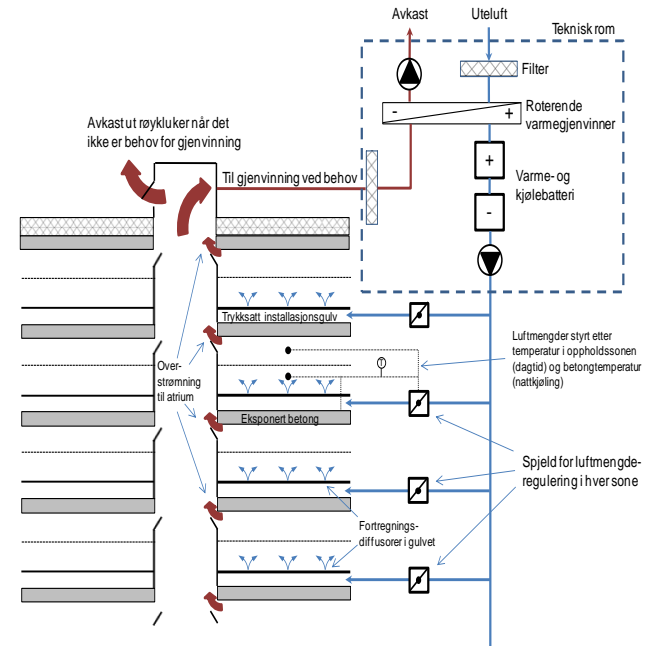 Avkast
Uteluft
Teknisk rom
Filter
- +
Roterende
varmegjenvinner
Avkast ut røykluker når det
ikke er behov for gjenvinning
Til gjenvinning ved behov
+
Varme- og
kjølebatteri
-
Trykksatt installasjonsgulv
Luftmengder styrt etter
temperatur i oppholdssonen
(dagtid) og betongtemperatur
(nattkjøling)
T
Over-
strømning
til atrium
Eksponert betong
Spjeld for luftmengde-
regulering i hver sone
Fortregnings-
diffusorer i gulvet